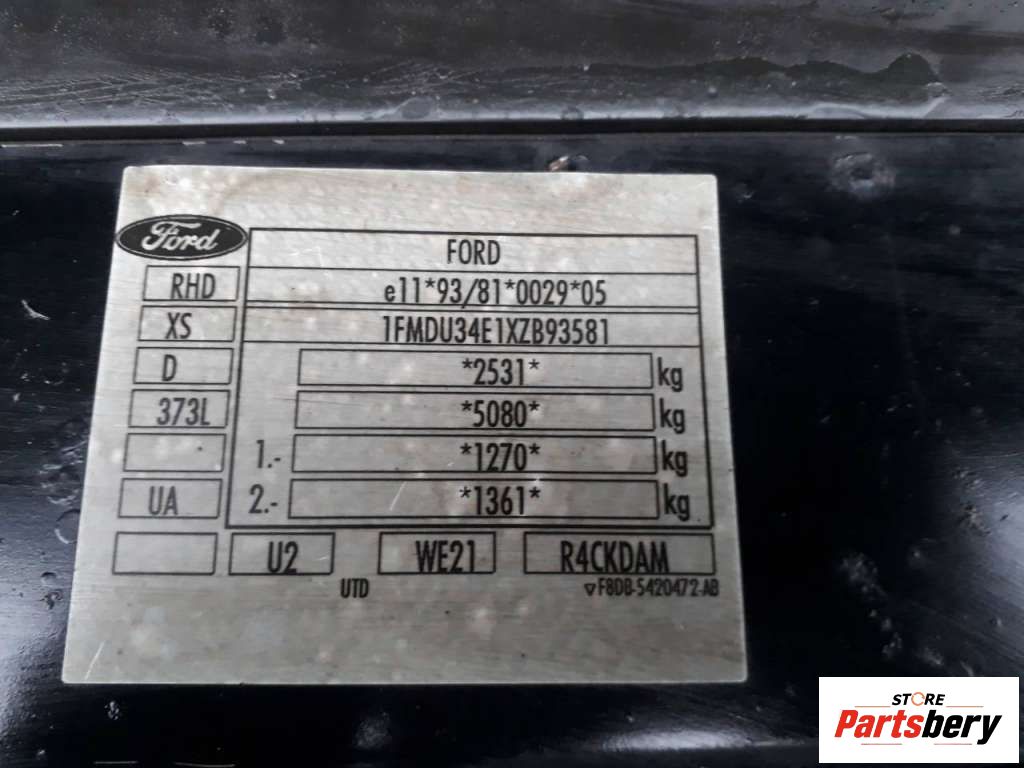 Ford
FORD
RHD
e11*93/81*0029*05
XS
1FMDU34E1XZB93581
D
*2531* kg
373L
*5080* kg
1.- *1270* kg
UA
2.- *1361* kg
U2 WE21 R4CKDAM
UTD
▽F8DB-5420472-AB
STORE
Partsbery